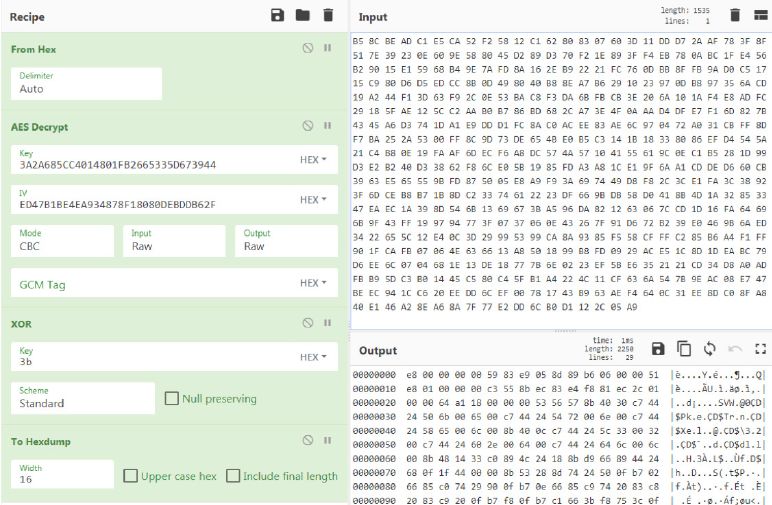 Recipe
From Hex
Delimiter
Auto
AES Decrypt
Key
3A2A685CC4014801FB2665335D673944
HEX
IV
ED47B1BE4EA934878F18080DEBDDB62F
HEX
Mode
CBC
Input
Raw
Output
Raw
GCM Tag
HEX
XOR
Key
3b
HEX
Scheme
Standard
Null preserving
To Hexdump
Width
16
Upper case hex
Include final length
Input
length: 1535
lines: 1
B5 8C BE AD C1 E5 CA 52 F2 58 12 C1 62 80 83 07 60 3D 11 DD D7 2A AF 78 3F 8F
51 7E 39 23 0E 60 9E 58 80 45 D2 89 D3 70 F2 1E 89 3F F4 EB 78 0A BC 1F E4 56
B2 90 15 E1 59 68 B4 9E 7A FD 8A 16 2E B9 22 21 FC 76 0D BB 8F FB 9A D0 C5 17
15 C9 80 D6 D5 ED CC 8B 0D 49 80 40 B8 8E A7 B6 29 10 23 97 0D B8 97 35 6A CD
19 A2 44 F1 3D 63 F9 2C 0E 53 BA C8 F3 DA 6B FB CB 3E 20 6A 10 1A F4 E8 AD FC
29 18 5F AE 12 5C C2 AA B0 B7 86 BD 68 2C A7 3E 4F 0A AA D4 DF E7 F1 6D 82 7B
43 45 A6 D3 74 1D A1 E9 DD D1 FC 8A C0 AC EE 83 AE 6C 97 04 72 A0 31 CB FF 8D
F7 BA 25 2A 53 00 FF 8C 9D 73 DE 65 4B E0 B5 C3 14 1B 18 33 80 86 EF D4 54 5A
21 C4 B8 0E 19 FA AF 6D EC F6 A8 DC 57 4A 57 10 41 55 61 9C 0E C1 B5 28 1D 99
D3 E2 B2 40 D3 38 62 F8 6C E0 5B 19 85 FD A3 A8 1C E1 9F 6A A1 CD DE D6 60 CB
39 63 E5 65 55 9B FD 87 50 05 E8 A9 F9 3A 69 74 49 DB F8 2C 3C E1 FA 3C 38 92
3F 6D CE B8 B7 1B 8D C2 33 74 61 22 23 DF 66 9B DB 58 D0 41 8B 4D 1A 32 85 33
47 EA EC 1A 39 8D 54 6B 13 69 67 3B A5 96 DA 82 12 63 06 7C CD 1D 16 FA 64 69
6B 9F 43 FF 19 97 94 77 3F 07 37 06 0E 43 26 7F 91 D6 72 B2 39 E0 46 9B 6A ED
34 22 65 5C 12 E4 0C 3D 29 99 53 99 CA 8A 93 85 F5 58 CF FF C2 85 B6 A4 F1 FF
90 1F CA FB 07 06 4E 63 66 13 A8 50 18 99 B8 FD 09 29 AC E5 1C 8D 1D EA BC 79
D6 EE 6C 07 04 68 1E 13 DE 18 77 7B 6E 02 23 EF 5B E6 35 21 21 CD 34 D8 A0 AD
FB B9 5D C3 B0 14 45 C5 80 C4 5F B1 A4 22 4C 11 CF 63 6A 54 7B 9E AC 08 E7 47
BE EC 94 1C C6 20 EE DD 6C EF 00 78 17 43 B9 63 AE F4 64 0C 31 EE 8D C0 8F A8
40 E1 46 A2 8E A6 8A 7F 77 E2 DD 6C B0 D1 12 2C 05 A9
Output
time: 1ms
length: 2250
lines: 29
00000000 e8 00 00 00 00 59 83 e9 05 8d 89 b6 06 00 00 51 |è....Y.é...¶...Q|
00000010 e8 01 00 00 00 c3 55 8b ec 83 e4 f8 81 ec 2c 01 |è....ÃU.ì.äø.ì,.|
00000020 00 00 64 a1 18 00 00 00 53 56 57 8b 40 30 c7 44 |..d¡....SVW.@0ÇD|
00000030 24 50 6b 00 65 00 c7 44 24 54 72 00 6e 00 c7 44 |$Pk.e.ÇD$Tr.n.ÇD|
00000040 24 58 65 00 6c 00 8b 40 0c c7 44 24 5c 33 00 32 |$Xe.l..@.ÇD$\3.2|
00000050 00 c7 44 24 60 2e 00 64 00 c7 44 24 64 6c 00 6c |.ÇD$`..d.ÇD$dl.l|
00000060 00 8b 48 14 33 c0 89 4c 24 18 8b d9 66 89 44 24 |..H.3À.L$..Ùf.D$|
00000070 68 0f 1f 44 00 00 8b 53 28 8d 74 24 50 0f b7 02 |h..D...S(.t$P.·.|
00000080 66 85 c0 74 29 90 0f b7 0e 66 85 c9 74 20 83 c8 |f.Àt)..·.f.Ét .È|
00000090 20 83 c9 20 0f b7 f8 0f b7 c1 66 3b f8 75 3c 0f | .É .·ø.·Áf;øu<.|